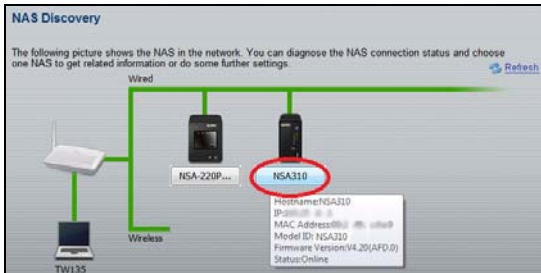 NAS Discovery
The following picture shows the NAS in the network. You can diagnose the NAS connection status and choose
one NAS to get related information or do some further settings.
Refresh
Wired
NSA-220P...
NSA310
Hostname:NSA310
IP:
MAC Address:
Model ID: NSA310
Firmware Version:V4.20(AFD.0)
Status:Online
Wireless
TW135